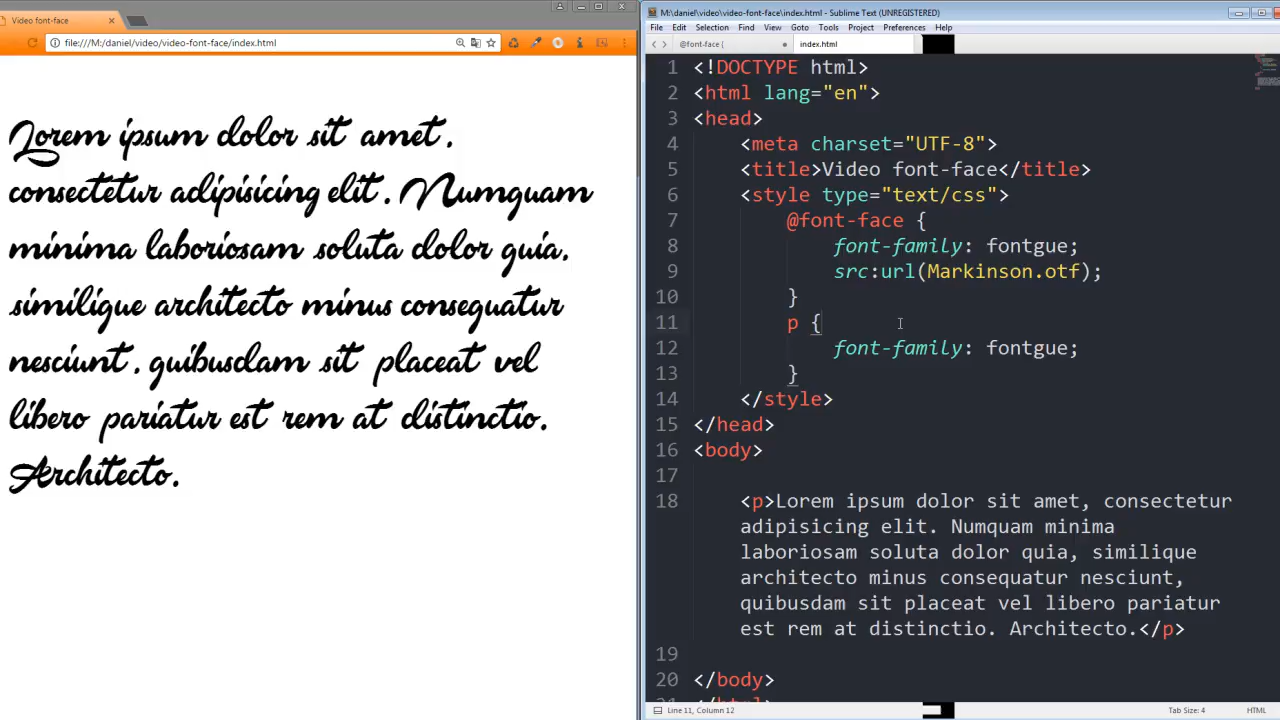 Video font-face
file:///M:/daniel/video/video-font-face/index.html
Lorem ipsum dolor sit amet,
consectetur adipisicing elit. Numquam
minima laboriosam soluta dolor quia,
similique architecto minus consequatur
nesciunt, quibusdam sit placeat vel
libero pariatur est rem at distinctio.
Architecto.
M:\daniel\video\video-font-face\index.html - Sublime Text (UNREGISTERED)
File Edit Selection Find View Goto Tools Project Preferences Help
@font-face { index.html
1 <!DOCTYPE html>
2 <html lang="en">
3 <head>
4 <meta charset="UTF-8">
5 <title>Video font-face</title>
6 <style type="text/css">
7 @font-face {
8 font-family: fontgue;
9 src:url(Markinson.otf);
10 }
11 p {
12 font-family: fontgue;
13 }
14 </style>
15 </head>
16 <body>
17
18 <p>Lorem ipsum dolor sit amet, consectetur
adipisicing elit. Numquam minima
laboriosam soluta dolor quia, similique
architecto minus consequatur nesciunt,
quibusdam sit placeat vel libero pariatur
est rem at distinctio. Architecto.</p>
19
20 </body>
21 </html>
Line 11, Column 12 Tab Size: 4 HTML